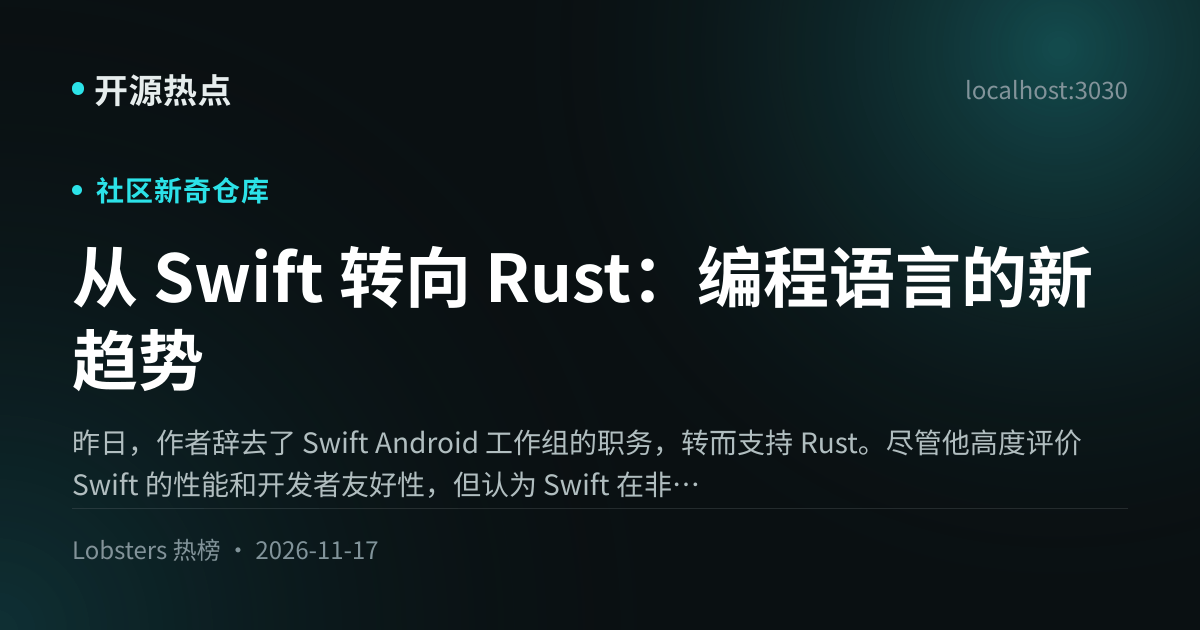 开源热点
localhost:3030
社区新奇仓库
从 Swift 转向 Rust：编程语言的新
趋势
昨日，作者辞去了 Swift Android 工作组的职务，转而支持 Rust。尽管他高度评价
Swift 的性能和开发者友好性，但认为 Swift 在非…
Lobsters 热榜 • 2026-11-17